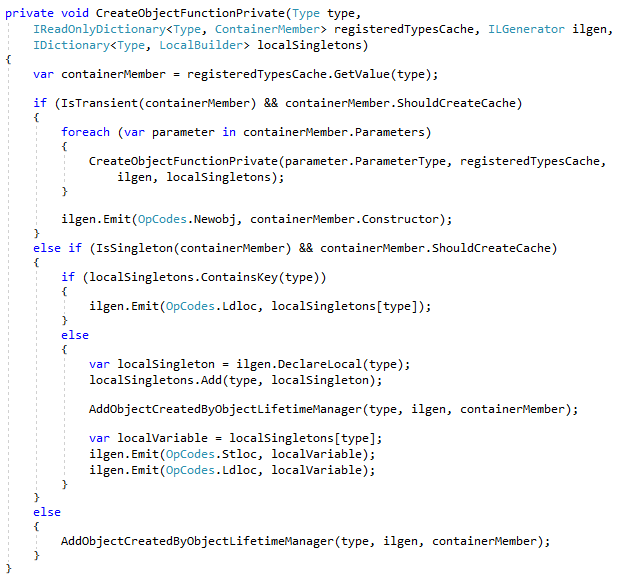 private void CreateObjectFunctionPrivate(Type type,
    IReadOnlyDictionary<Type, ContainerMember> registeredTypesCache, ILGenerator ilgen,
    IDictionary<Type, LocalBuilder> localSingletons)
{
    var containerMember = registeredTypesCache.GetValue(type);

    if (IsTransient(containerMember) && containerMember.ShouldCreateCache)
    {
        foreach (var parameter in containerMember.Parameters)
        {
            CreateObjectFunctionPrivate(parameter.ParameterType, registeredTypesCache,
                ilgen, localSingletons);
        }

        ilgen.Emit(OpCodes.Newobj, containerMember.Constructor);
    }
    else if (IsSingleton(containerMember) && containerMember.ShouldCreateCache)
    {
        if (localSingletons.ContainsKey(type))
        {
            ilgen.Emit(OpCodes.Ldloc, localSingletons[type]);
        }
        else
        {
            var localSingleton = ilgen.DeclareLocal(type);
            localSingletons.Add(type, localSingleton);

            AddObjectCreatedByObjectLifetimeManager(type, ilgen, containerMember);

            var localVariable = localSingletons[type];
            ilgen.Emit(OpCodes.Stloc, localVariable);
            ilgen.Emit(OpCodes.Ldloc, localVariable);
        }
    }
    else
    {
        AddObjectCreatedByObjectLifetimeManager(type, ilgen, containerMember);
    }
}